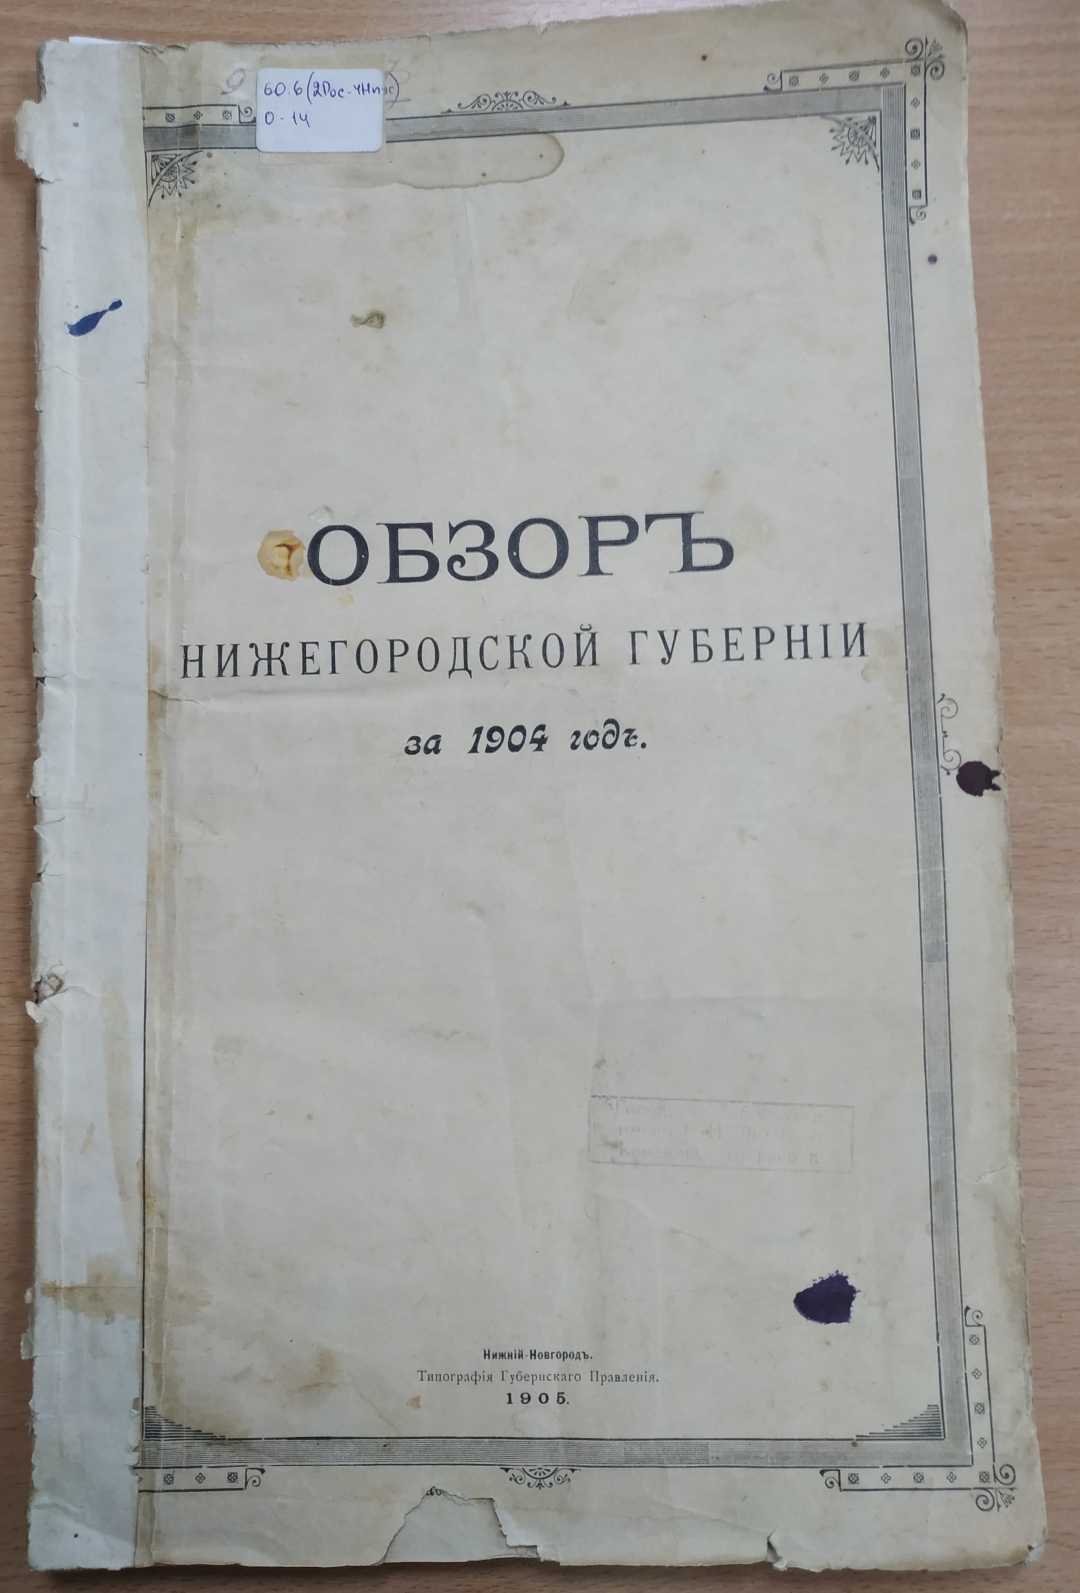 60.6(2Рос-4Ниж)
О-14
ОБЗОРЪ
НИЖЕГОРОДСКОЙ ГУБЕРНІИ
за 1904 годъ.
Нижній-Новгородъ.
Типографія Губернскаго Правленія.
1905.